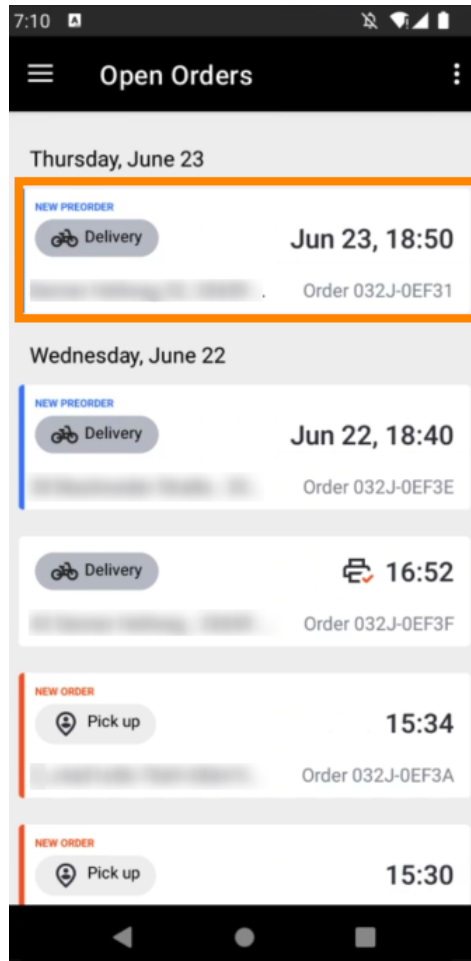 7:10
Open Orders
Thursday, June 23
NEW PREORDER
Delivery
Jun 23, 18:50
Order 032J-0EF31
Wednesday, June 22
NEW PREORDER
Delivery
Jun 22, 18:40
Order 032J-0EF3E
Delivery
16:52
Order 032J-0EF3F
NEW ORDER
Pick up
15:34
Order 032J-0EF3A
NEW ORDER
Pick up
15:30